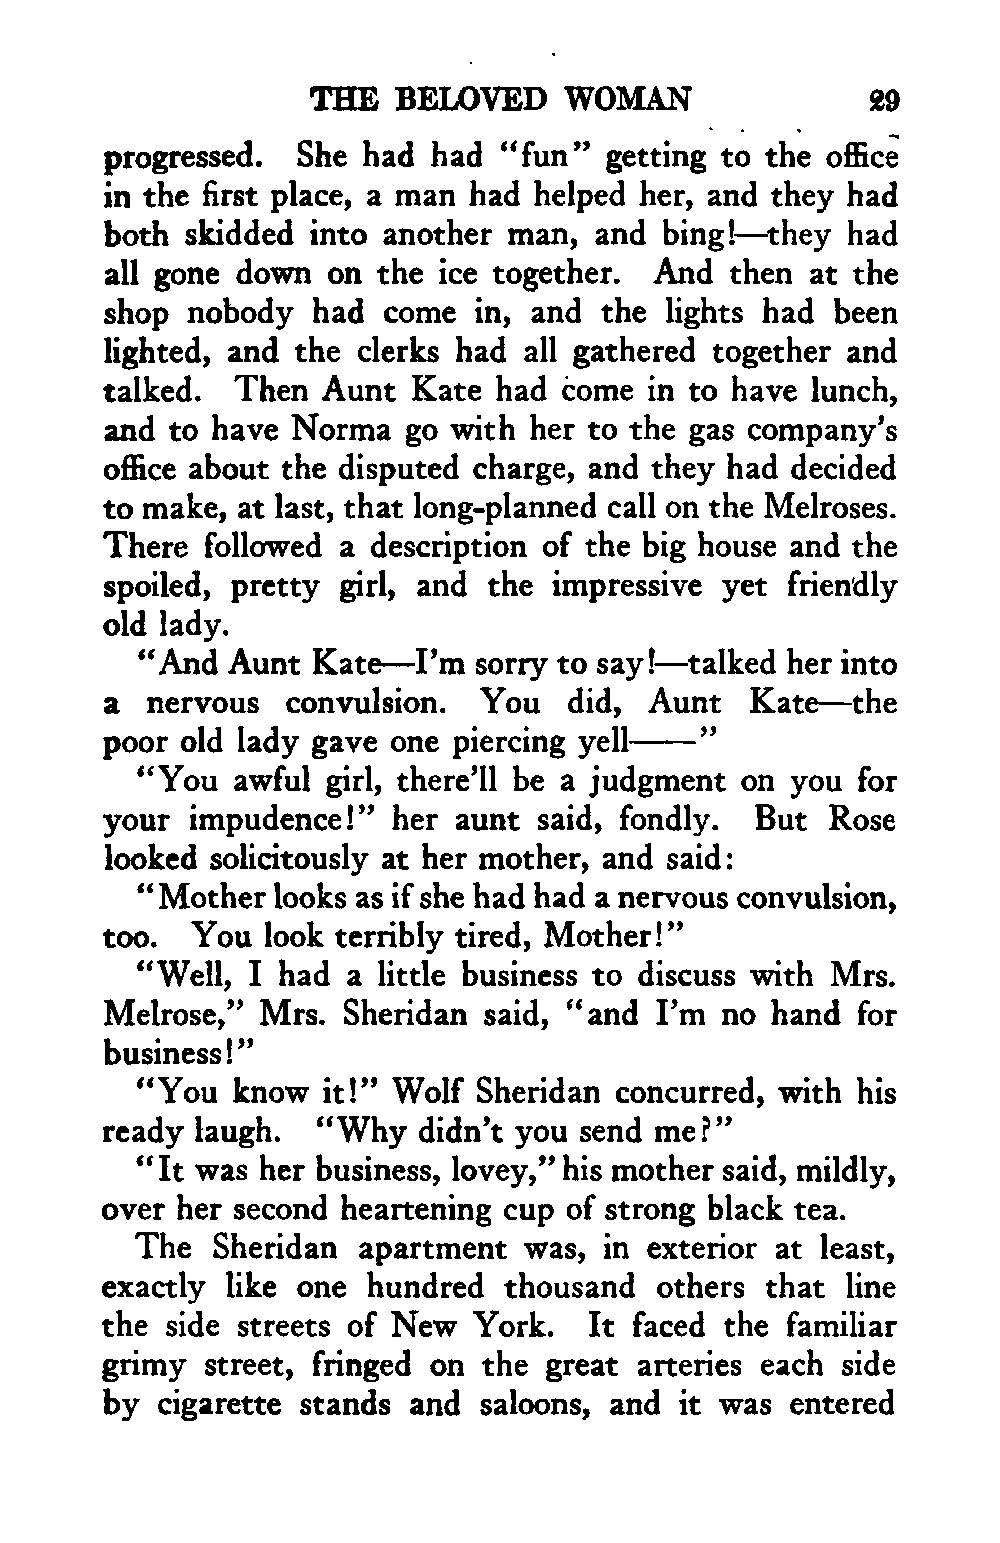 THE BELOVED WOMAN 29
progressed. She had had "fun" getting to the office
in the first place, a man had helped her, and they had
both skidded into another man, and bing!—they had
all gone down on the ice together. And then at the
shop nobody had come in, and the lights had been
lighted, and the clerks had all gathered together and
talked. Then Aunt Kate had come in to have lunch,
and to have Norma go with her to the gas company's
office about the disputed charge, and they had decided
to make, at last, that long-planned call on the Melroses.
There followed a description of the big house and the
spoiled, pretty girl, and the impressive yet friendly
old lady.
"And Aunt Kate—I'm sorry to say!—talked her into
a nervous convulsion. You did, Aunt Kate—the
poor old lady gave one piercing yell——"
"You awful girl, there'll be a judgment on you for
your impudence!" her aunt said, fondly. But Rose
looked solicitously at her mother, and said:
"Mother looks as if she had had a nervous convulsion,
too. You look terribly tired, Mother!"
"Well, I had a little business to discuss with Mrs.
Melrose," Mrs. Sheridan said, "and I'm no hand for
business!"
"You know it!" Wolf Sheridan concurred, with his
ready laugh. "Why didn't you send me?"
"It was her business, lovey," his mother said, mildly,
over her second heartening cup of strong black tea.
The Sheridan apartment was, in exterior at least,
exactly like one hundred thousand others that line
the side streets of New York. It faced the familiar
grimy street, fringed on the great arteries each side
by cigarette stands and saloons, and it was entered